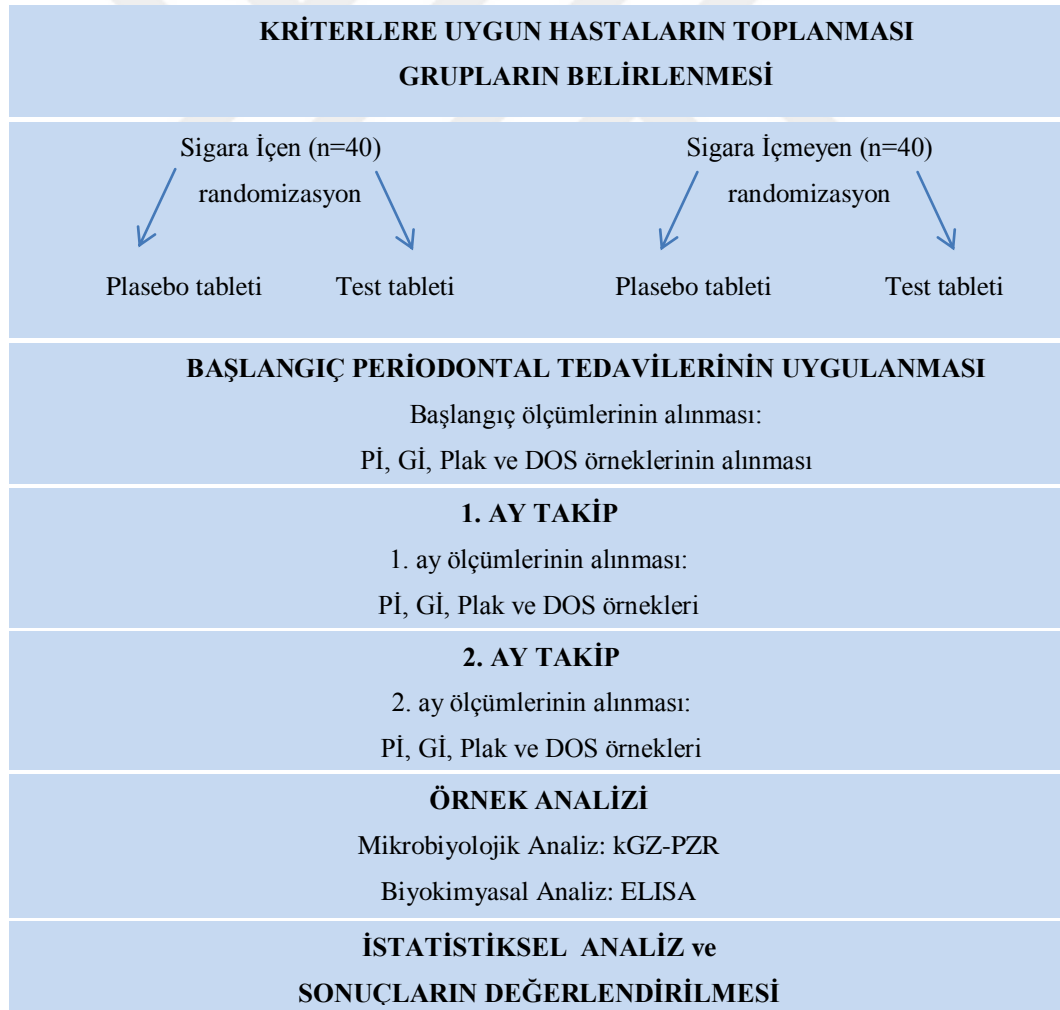 KRİTERLERE UYGUN HASTALARIN TOPLANMASI
GRUPLARIN BELİRLENMESİ
Sigara İçen (n=40) Sigara İçmeyen (n=40)
randomizasyon randomizasyon
Plasebo tableti Test tableti Plasebo tableti Test tableti
BAŞLANGIÇ PERİODONTAL TEDAVİLERİNİN UYGULANMASI
Başlangıç ölçümlerinin alınması:
Pİ, Gİ, Plak ve DOS örneklerinin alınması
1. AY TAKİP
1. ay ölçümlerinin alınması:
Pİ, Gİ, Plak ve DOS örnekleri
2. AY TAKİP
2. ay ölçümlerinin alınması:
Pİ, Gİ, Plak ve DOS örnekleri
ÖRNEK ANALİZİ
Mikrobiyolojik Analiz: kGZ-PZR
Biyokimyasal Analiz: ELISA
İSTATİSTİKSEL ANALİZ ve
SONUÇLARIN DEĞERLENDİRİLMESİ